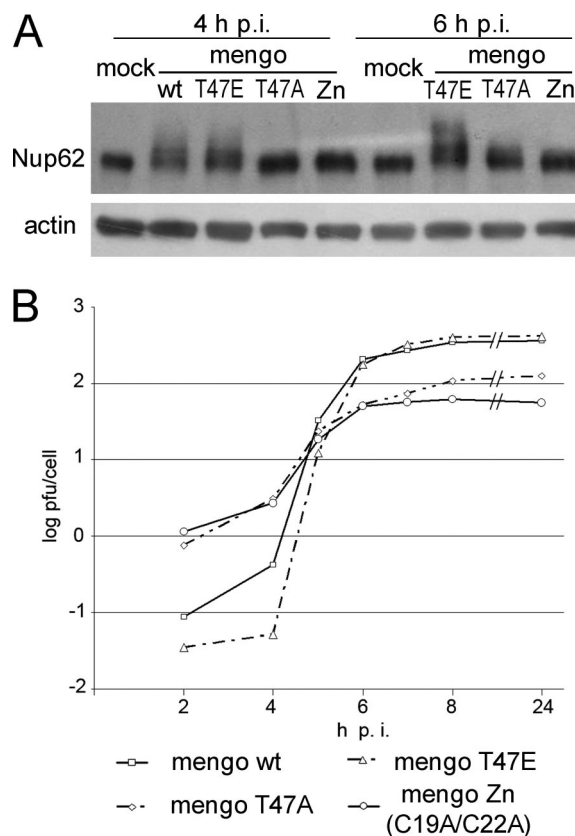 A
4 h p.i. 6 h p.i.
mock mengo mock mengo
wt T47E T47A Zn T47E T47A Zn
Nup62
actin
B
3
2
1
0
-1
-2
log pfu/cell
2 4 6 8 24
h p. i.
mengo wt mengo T47E
mengo T47A mengo Zn
(C19A/C22A)